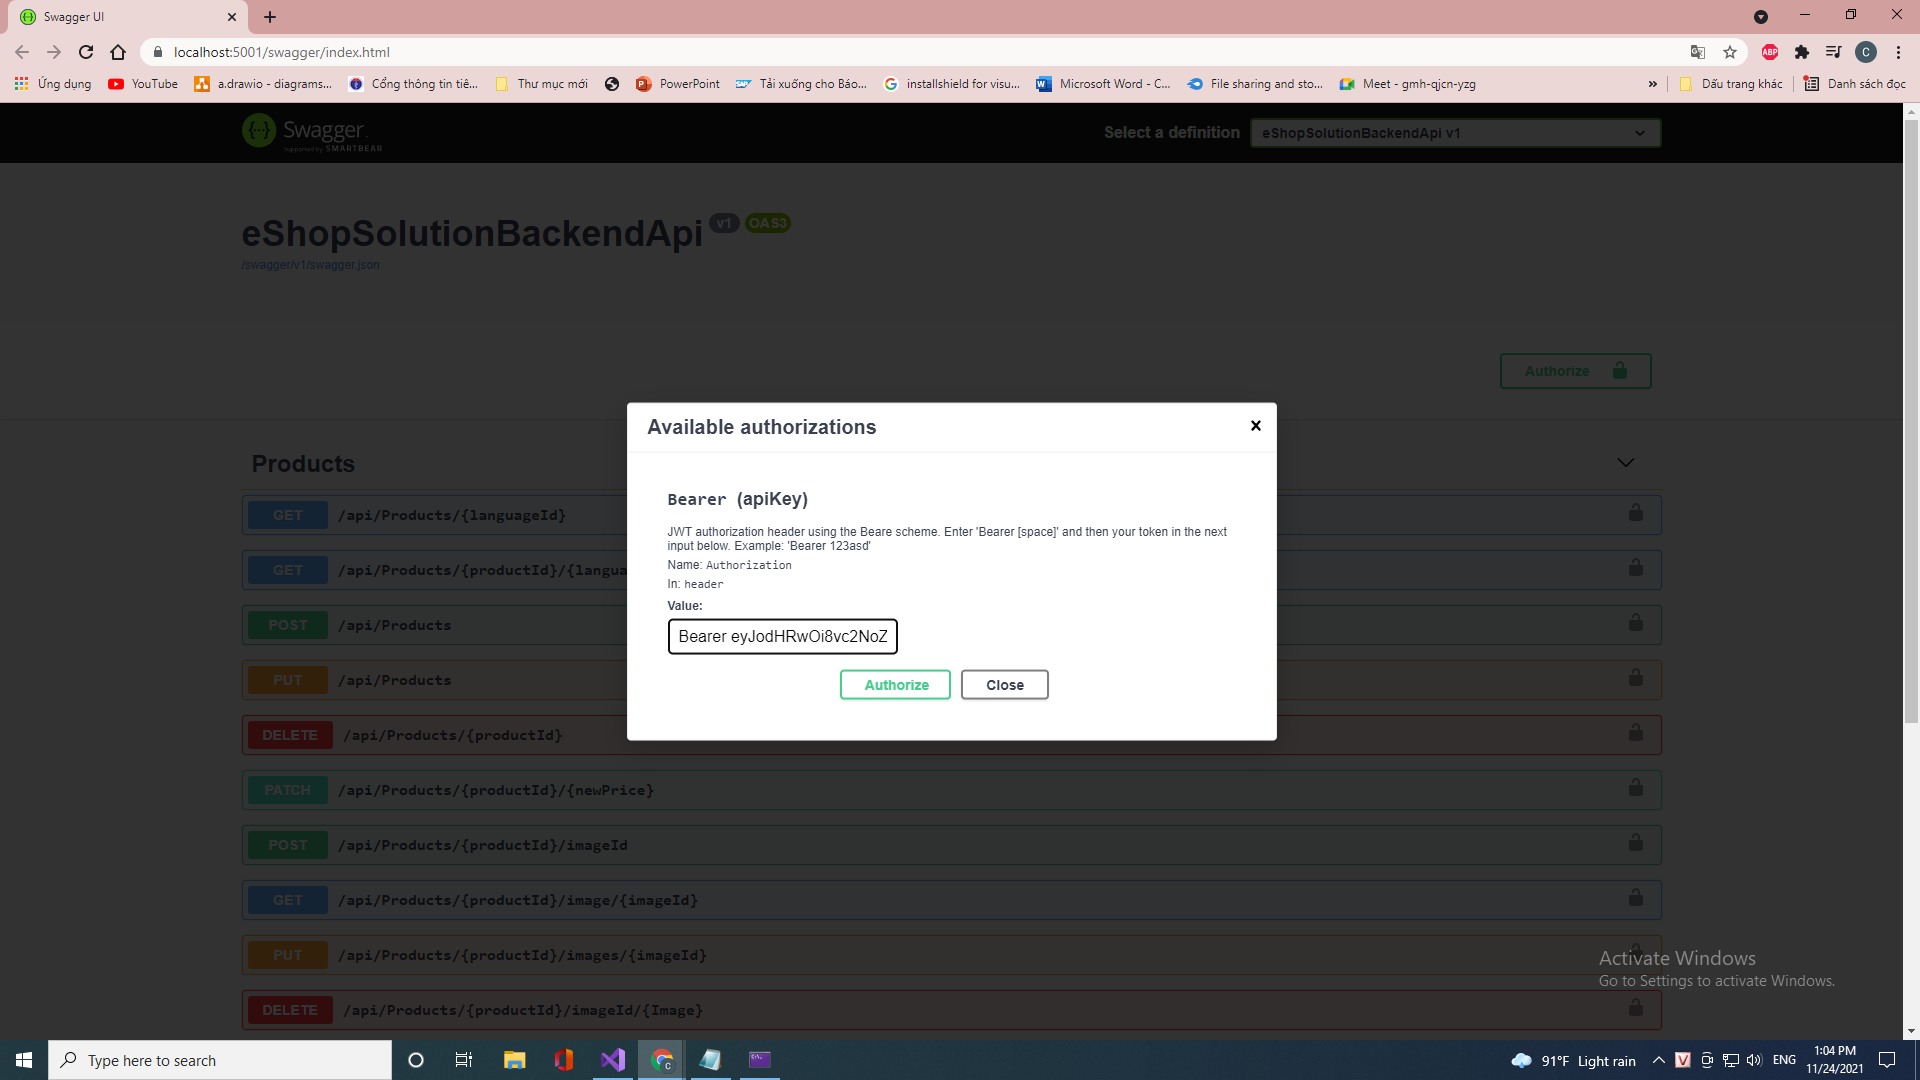 Swagger UI
localhost:5001/swagger/index.html
ABP
C
Ứng dụng
YouTube
a.drawio - diagrams...
Cổng thông tin tiê...
Thư mục mới
PowerPoint
Tải xuống cho Báo...
installshield for visu...
Microsoft Word - C...
File sharing and sto...
Meet - gmh-qjcn-yzg
»
Dấu trang khác
Danh sách đọc
Swagger.
Supported by SMARTBEAR
Select a definition
eShopSolutionBackendApi v1
eShopSolutionBackendApi v1 OAS3
/swagger/v1/swagger.json
Authorize
Available authorizations
Bearer (apiKey)
JWT authorization header using the Beare scheme. Enter 'Bearer [space]' and then your token in the next
input below. Example: 'Bearer 123asd'
Name: Authorization
In: header
Value:
Bearer eyJodHRwOi8vc2NoZ
Authorize
Close
Products
GET /api/Products/{languageId}
GET /api/Products/{productId}/{langua
POST /api/Products
PUT /api/Products
DELETE /api/Products/{productId}
PATCH /api/Products/{productId}/{newPrice}
POST /api/Products/{productId}/imageId
GET /api/Products/{productId}/image/{imageId}
PUT /api/Products/{productId}/images/{imageId}
DELETE /api/Products/{productId}/imageId/{Image}
Activate Windows
Go to Settings to activate Windows.
Type here to search
91°F Light rain
V
ENG
1:04 PM
11/24/2021